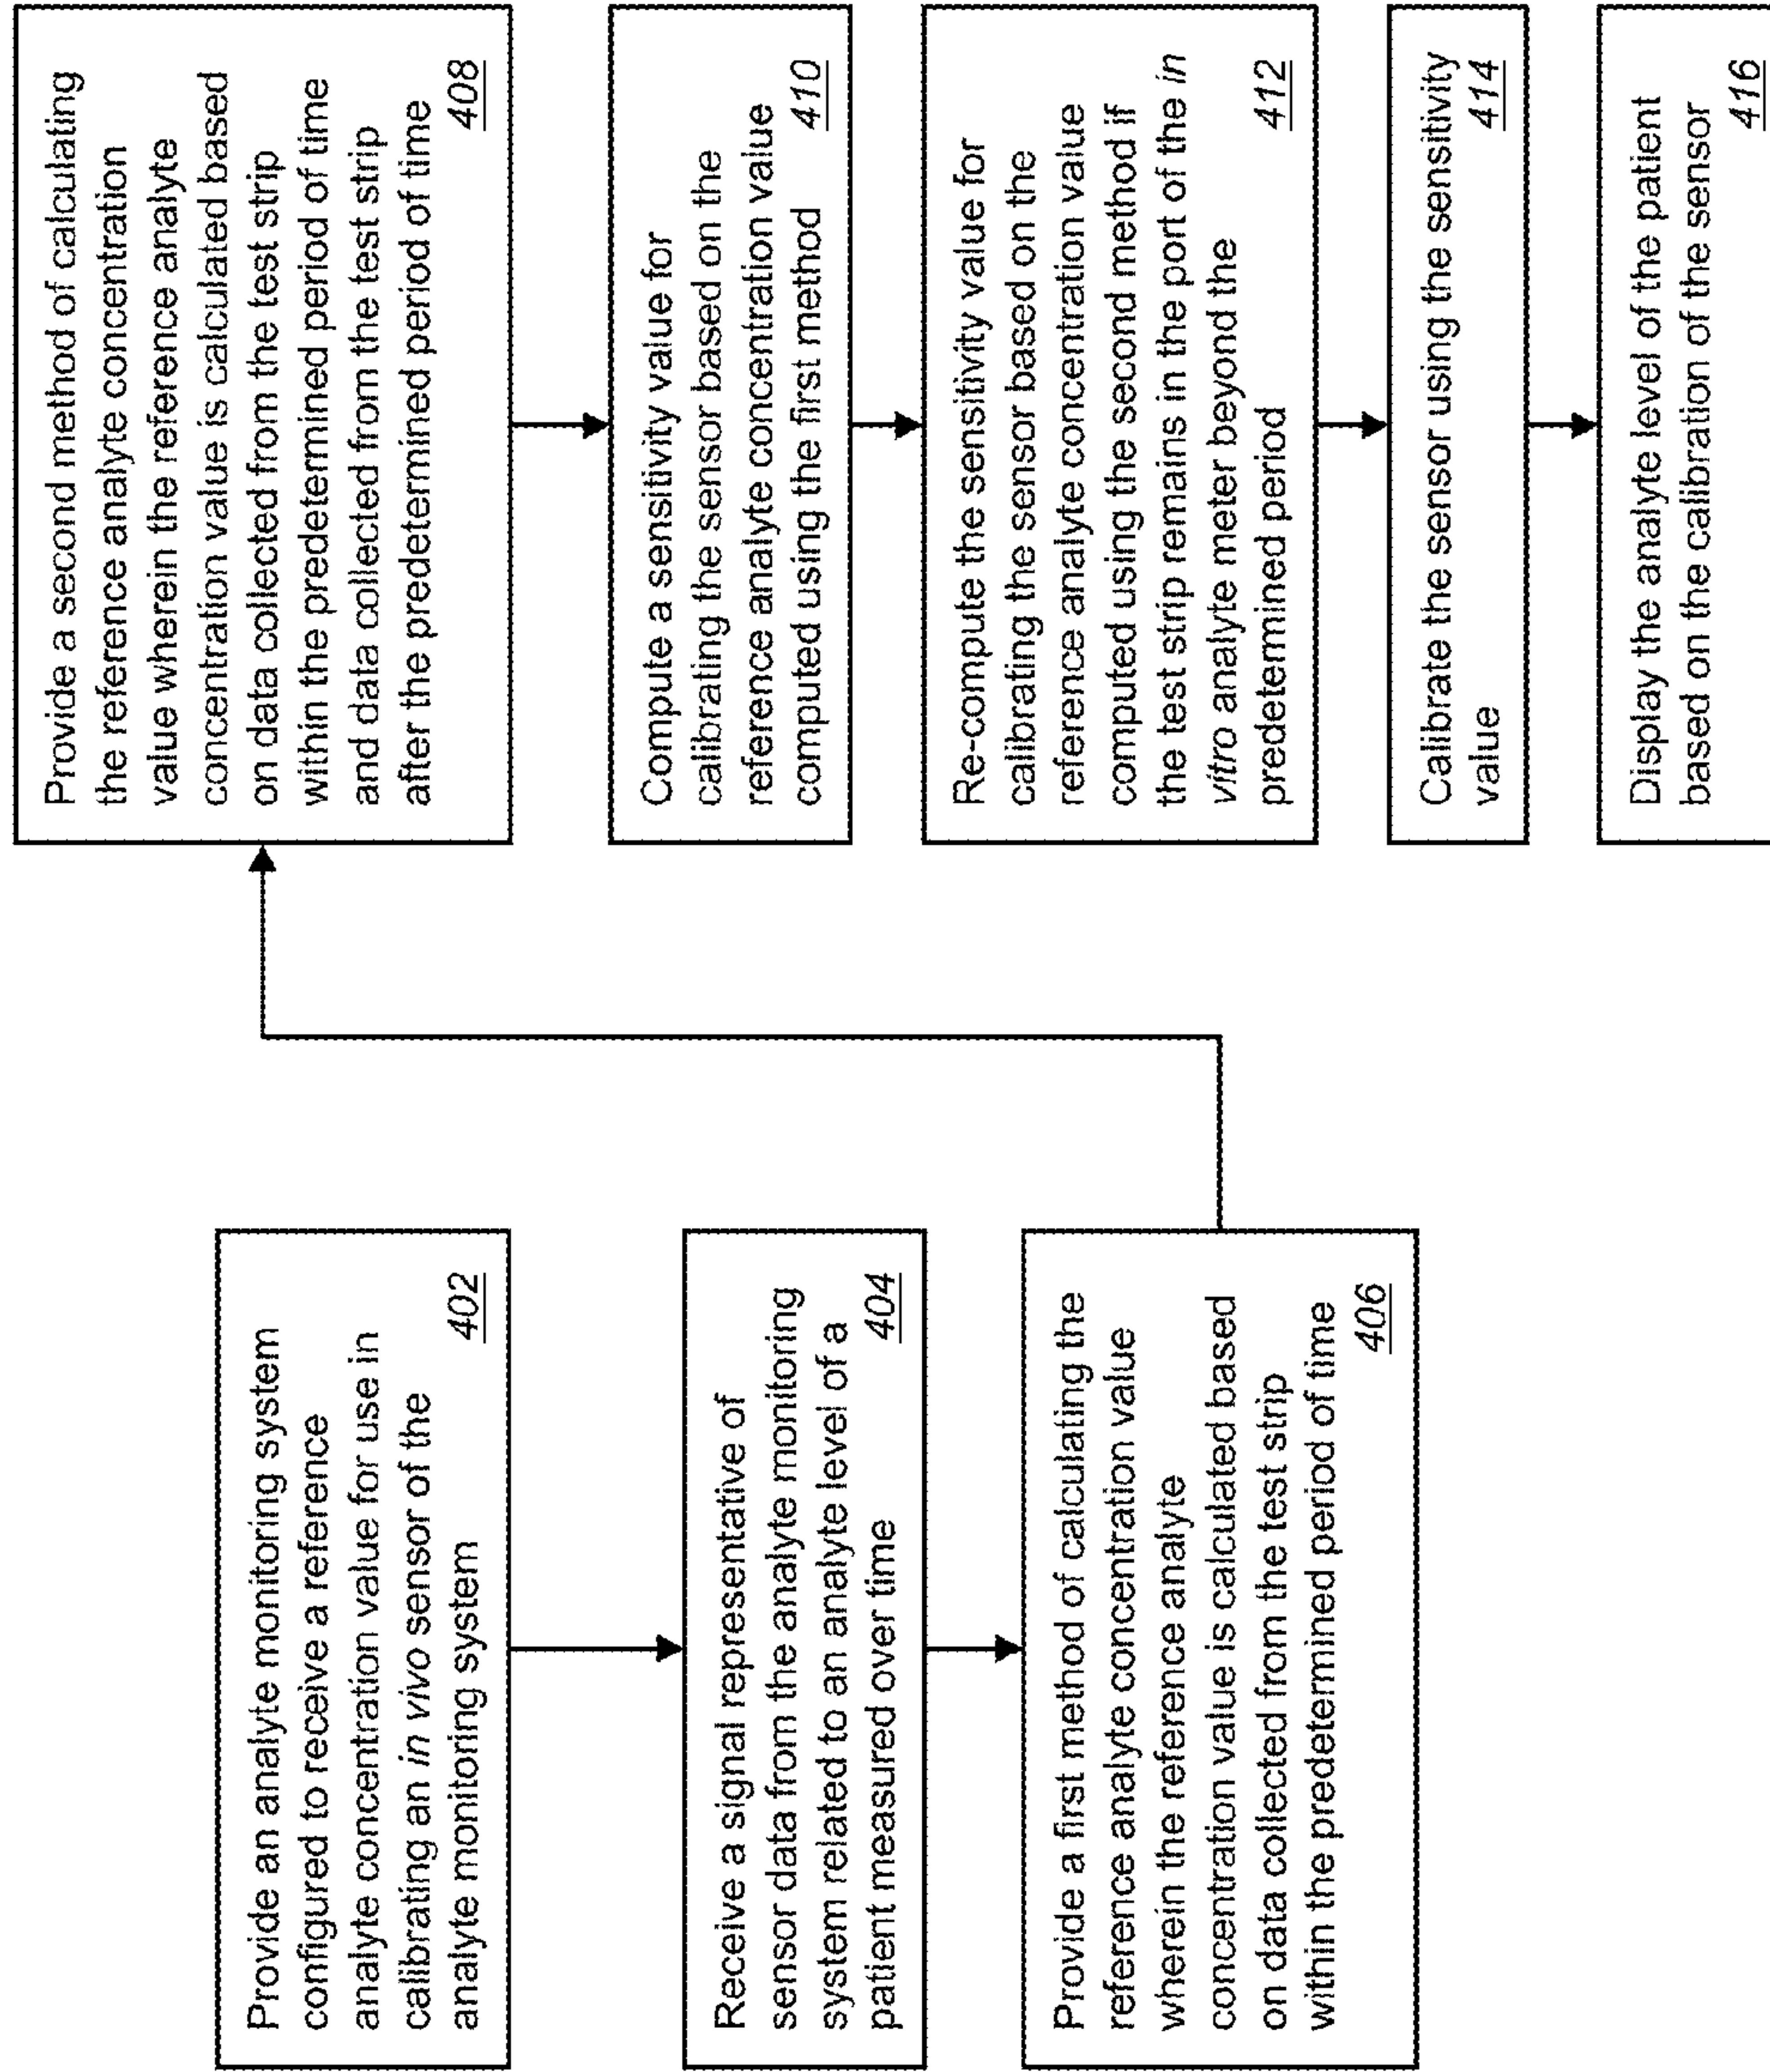 Provide an analyte monitoring system
configured to receive a reference
analyte concentration value for use in
calibrating an in vivo sensor of the
analyte monitoring system
402
Receive a signal representative of
sensor data from the analyte monitoring
system related to an analyte level of a
patient measured over time
404
Provide a first method of calculating the
reference analyte concentration value
wherein the reference analyte
concentration value is calculated based
on data collected from the test strip
within the predetermined period of time
406
Provide a second method of calculating
the reference analyte concentration
value wherein the reference analyte
concentration value is calculated based
on data collected from the test strip
within the predetermined period of time
and data collected from the test strip
after the predetermined period of time
408
Compute a sensitivity value for
calibrating the sensor based on the
reference analyte concentration value
computed using the first method
410
Re-compute the sensitivity value for
calibrating the sensor based on the
reference analyte concentration value
computed using the second method if
the test strip remains in the port of the in
vitro analyte meter beyond the
predetermined period
412
Calibrate the sensor using the sensitivity
value
414
Display the analyte level of the patient
based on the calibration of the sensor
416